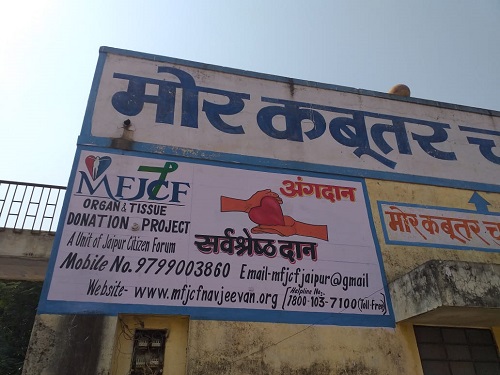 मोर कबूतर
MFJCF
ORGAN & TISSUE
DONATION PROJECT
A Unit of Jaipur Citizen Forum
अंगदान
सर्वश्रेष्ठ दान
Mobile No. 9799003860 Email-mfjcfjaipur@gmail
Website- www.mfjcfnavjeevan.org
Helpline No.
1800-103-7100 (Toll Free)
मोर कबूतर